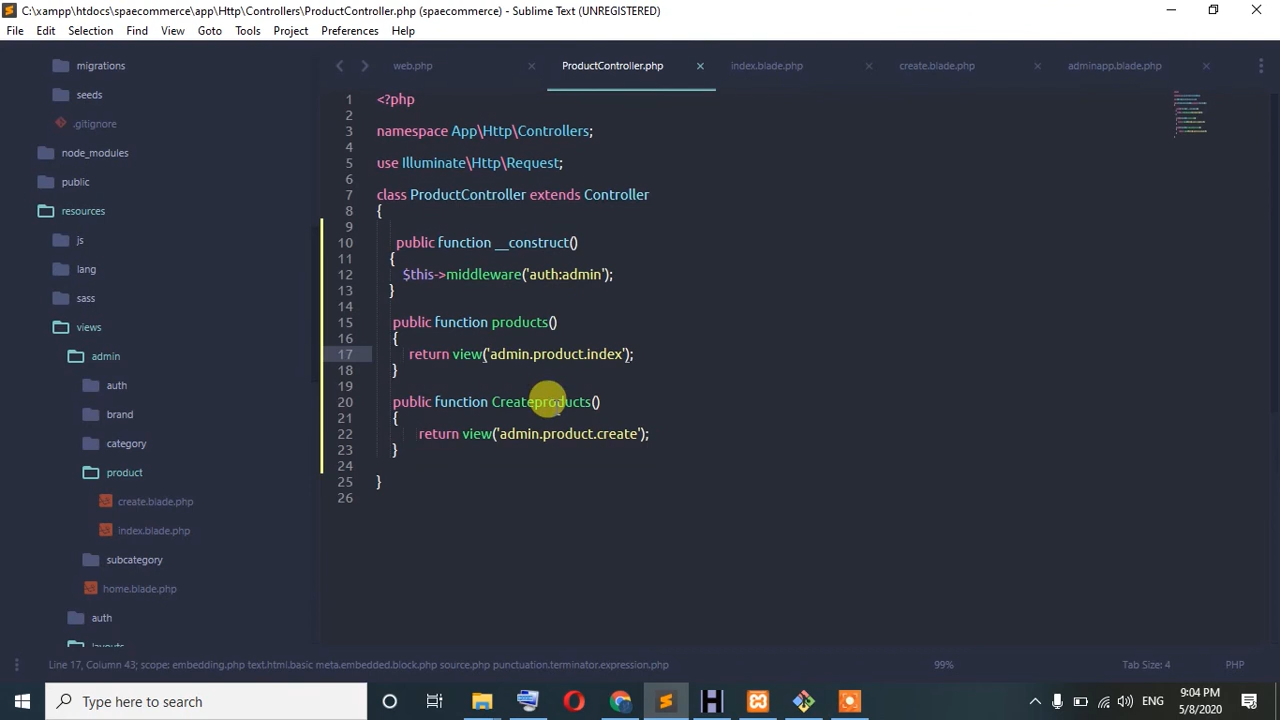 C:\xampp\htdocs\spaecommerce\app\Http\Controllers\ProductController.php (spaecommerce) - Sublime Text (UNREGISTERED)
File Edit Selection Find View Goto Tools Project Preferences Help
migrations
seeds
.gitignore
node_modules
public
resources
js
lang
sass
views
admin
auth
brand
category
product
create.blade.php
index.blade.php
subcategory
home.blade.php
auth
layouts
web.php ProductController.php index.blade.php create.blade.php adminapp.blade.php
1 <?php
2
3 namespace App\Http\Controllers;
4
5 use Illuminate\Http\Request;
6
7 class ProductController extends Controller
8 {
9
10 public function __construct()
11 {
12 $this->middleware('auth:admin');
13 }
14
15 public function products()
16 {
17 return view('admin.product.index');
18 }
19
20 public function Createproducts()
21 {
22 return view('admin.product.create');
23 }
24
25 }
26
Line 17, Column 43; scope: embedding.php text.html.basic meta.embedded.block.php source.php punctuation.terminator.expression.php 99% Tab Size: 4 PHP
Type here to search
ENG
9:04 PM
5/8/2020